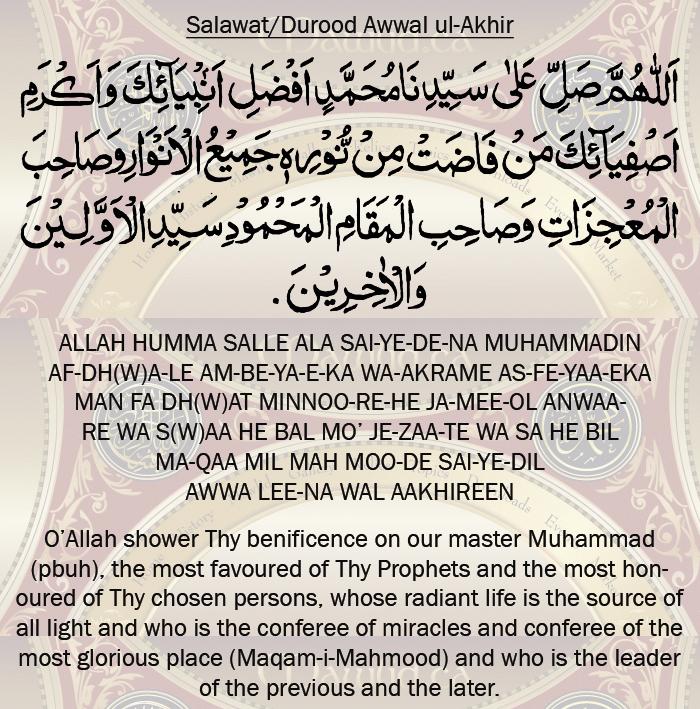 Salawat/Durood Awwal ul-Akhir
اَللّٰهُمَّ صَلِّ عَلىٰ سَيِّدِنَا مُحَمَّدٍ اَفْضَلِ اَنْۢبِيَآئِكَ وَاَكْرَمِ
اَصْفِيَآئِكَ مَنْ فَاضَتْ مِنْ نُّوْرِهٖ جَمِيْعُ الْاَنْوَارِ وَصَاحِبَ
الْمُعْجِزَاتِ وَصَاحِبِ الْمَقَامِ الْمَحْمُوْدِ سَيِّدِ الْاَوَّلِيْنَ
وَالْاٰخِرِيْنَ .
ALLAH HUMMA SALLE ALA SAI-YE-DE-NA MUHAMMADIN
AF-DH(W)A-LE AM-BE-YA-E-KA WA-AKRAME AS-FE-YAA-EKA
MAN FA DH(W)AT MINNOO-RE-HE JA-MEE-OL ANWAA-
RE WA S(W)AA HE BAL MO’ JE-ZAA-TE WA SA HE BIL
MA-QAA MIL MAH MOO-DE SAI-YE-DIL
AWWA LEE-NA WAL AAKHIREEN
O’Allah shower Thy benificence on our master Muhammad
(pbuh), the most favoured of Thy Prophets and the most hon-
oured of Thy chosen persons, whose radiant life is the source of
all light and who is the conferee of miracles and conferee of the
most glorious place (Maqam-i-Mahmood) and who is the leader
of the previous and the later.